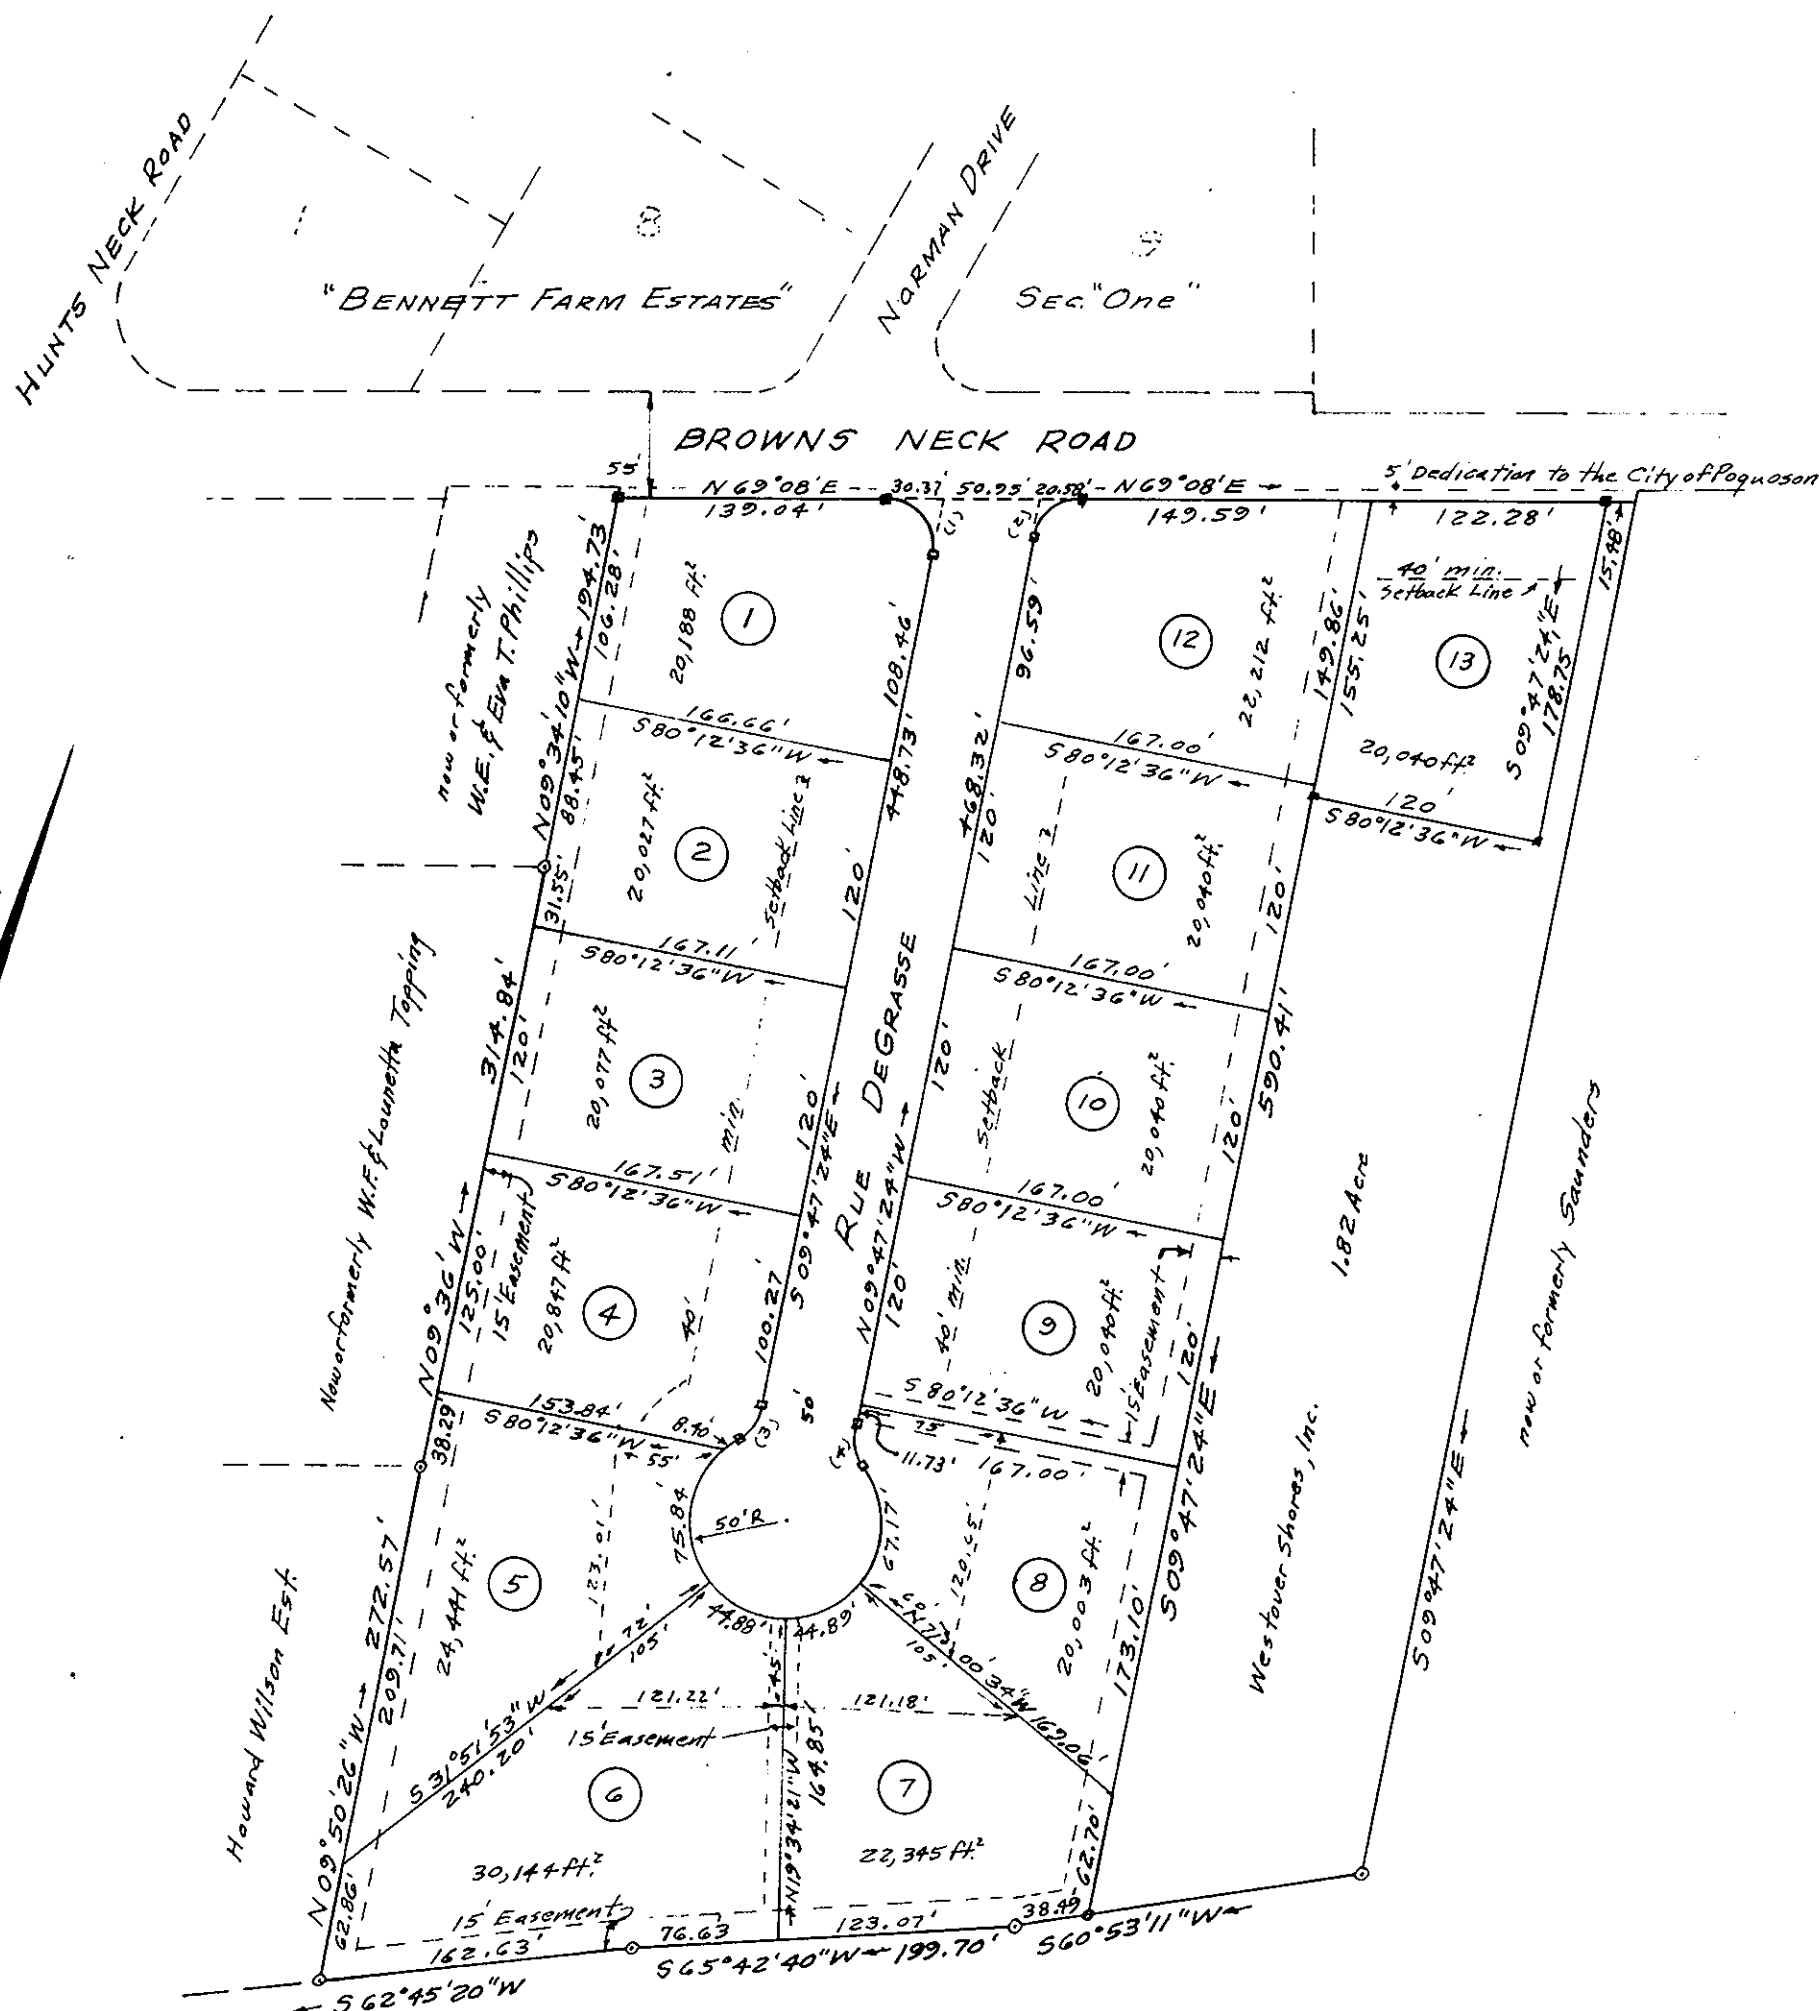 HUNTS NECK ROAD
"BENNETT FARM ESTATES"
NORMAN DRIVE
SEC. "One"
BROWNS NECK ROAD
55'
N 69°08'E
139.04'
30.37'
50.95'
20.58'
N 69°08'E
149.59'
5' Dedication to the City of Poquoson
122.28'
15.48'
(1)
(2)
now or formerly
W.E. & Eva T. Phillips
N09°34'10"W
194.73'
106.28'
88.45'
1
20,188 ft.²
108.46'
166.66'
S80°12'36"W
96.59'
12
22,212 ft.²
149.86'
155.25'
40' min.
Setback Line
13
S09°47'24"E
178.75
20,040 ft.²
120'
S80°12'36"W
167.00'
S80°12'36"W
448.73'
468.32'
2
20,027 ft.²
Setback Line
120'
31.55'
167.11'
S80°12'36"W
120'
Line
11
20,040 ft.²
120'
167.00'
S80°12'36"W
Now or formerly W.F. & Lounetta Topping
314.84'
120'
3
20,077 ft.²
min.
120'
S09°47'24"E
RUE DEGRASSE
N09°47'24"W
120'
Setback
10
20,040 ft.²
120'
590.41'
167.51'
S80°12'36"W
167.00'
S80°12'36"W
N09°36'W
125.00'
15' Easement
4
20,847 ft.²
40'
100.27'
120'
40' min.
9
20,040 ft.²
15' Easement
120'
S09°47'24"E
1.82 Acre
Westover Shores, Inc.
now or formerly Saunders
S09°47'24"E
153.84'
S80°12'36"W
8.40'
55'
(3)
50'
(4)
S80°12'36"W
75'
11.73'
167.00'
38.29'
272.57'
209.71'
N09°50'26"W
Howard Wilson Est.
5
24,441 ft.²
123.01'
75.84'
50'R
67.17'
120.65'
8
20,003 ft.²
173.10'
44.88'
44.89'
72'
105'
60'
105'
169.06'
S31°51'53"W
240.20'
121.22'
45'
121.18'
15' Easement
N19°34'21"W
164.85'
6
30,144 ft.²
7
22,345 ft.²
62.70'
62.86'
15' Easement
162.63'
76.63
123.07'
38.49'
S62°45'20"W
S65°42'40"W
199.70'
S60°53'11"W